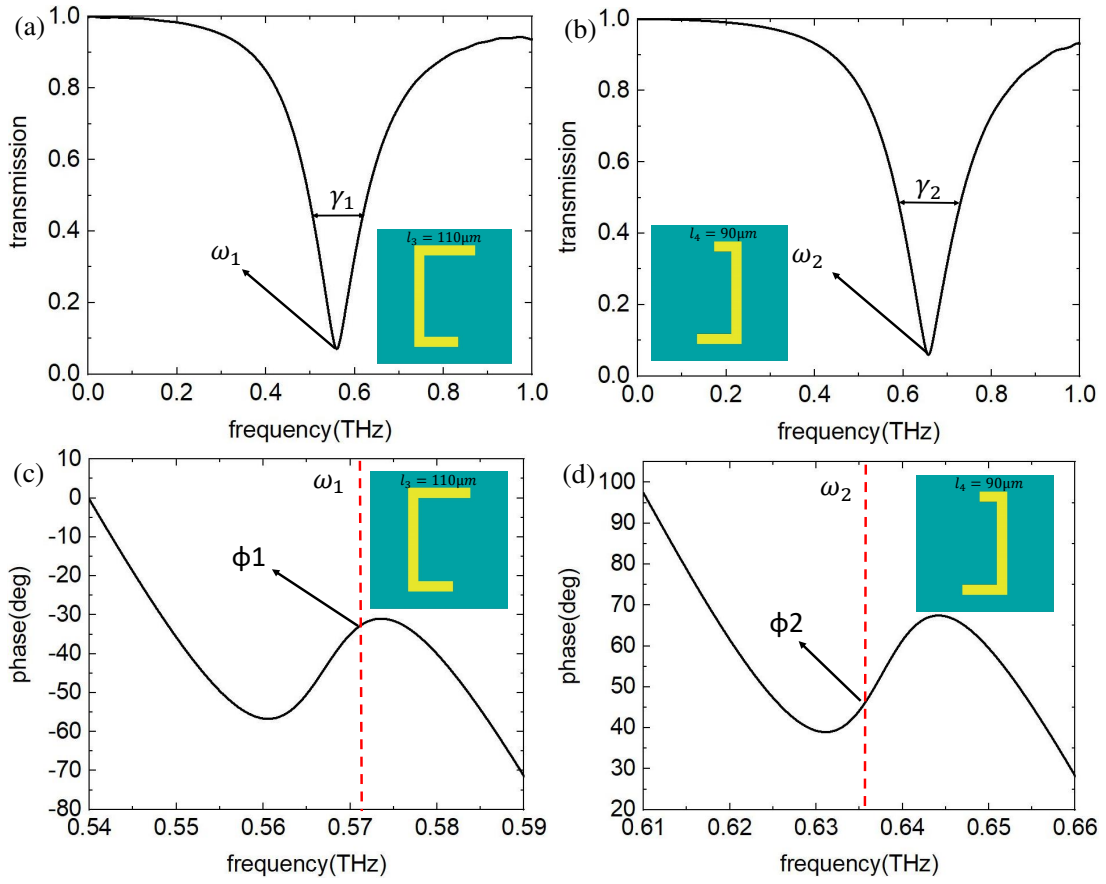 (a)
1.0
0.8
0.6
0.4
0.2
0.0
transmission
γ₁
ω₁
l₃ = 110μm
0.0 0.2 0.4 0.6 0.8 1.0
frequency(THz)
(b)
1.0
0.8
0.6
0.4
0.2
0.0
transmission
γ₂
ω₂
l₄ = 90μm
0.0 0.2 0.4 0.6 0.8 1.0
frequency(THz)
(c)
10
0
-10
-20
-30
-40
-50
-60
-70
-80
phase(deg)
ω₁
ϕ1
l₃ = 110μm
0.54 0.55 0.56 0.57 0.58 0.59
frequency(THz)
(d)
100
90
80
70
60
50
40
30
20
phase(deg)
ω₂
ϕ2
l₄ = 90μm
0.61 0.62 0.63 0.64 0.65 0.66
frequency(THz)